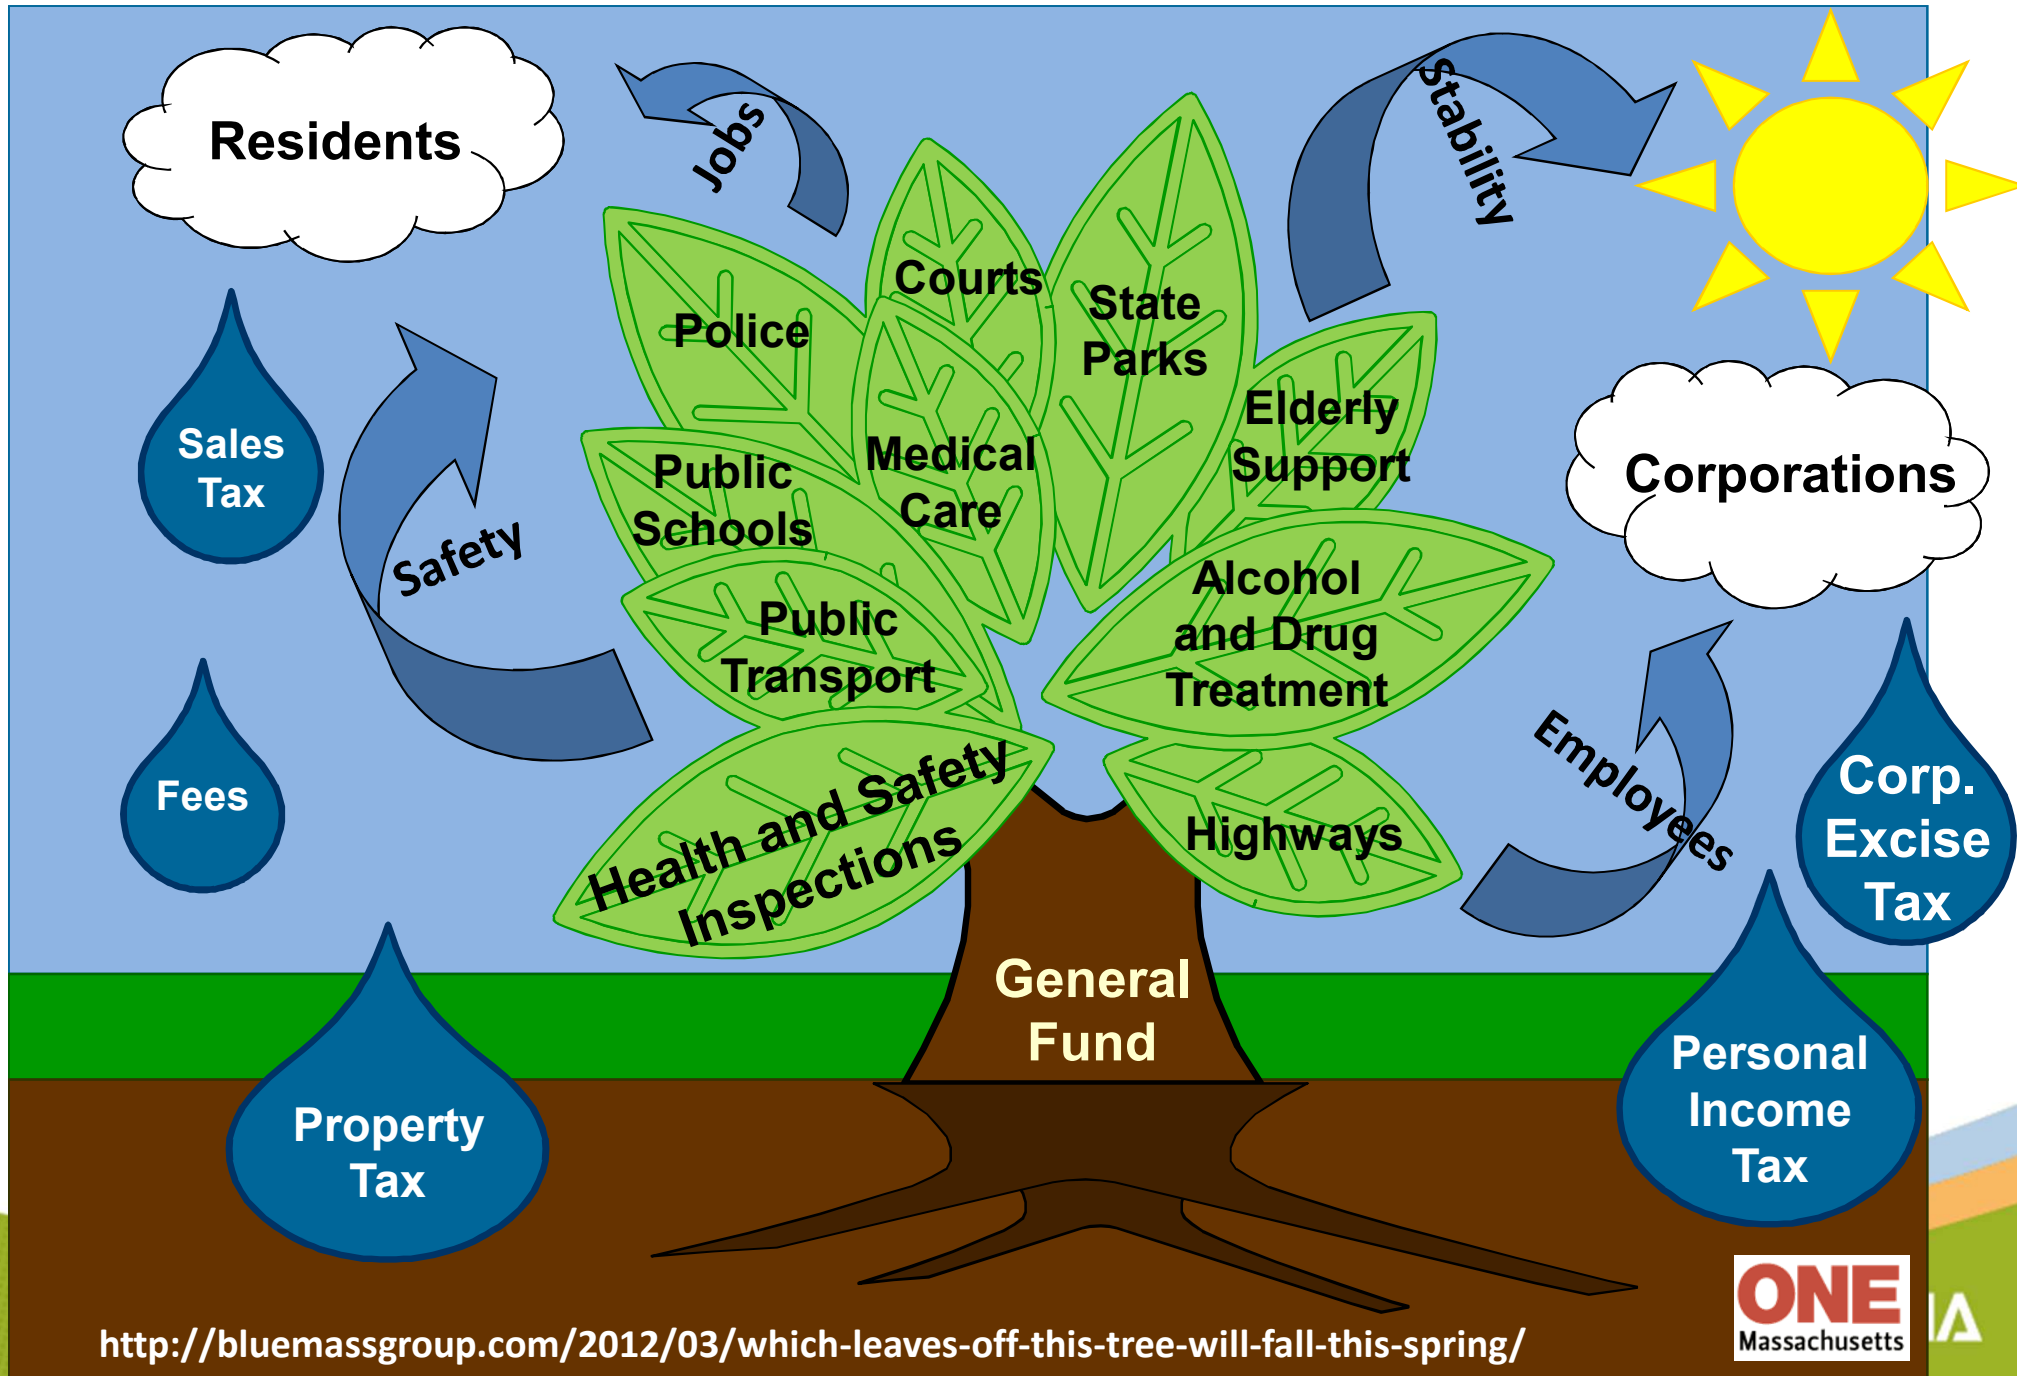 Residents
Jobs
Stability
Courts
State
Parks
Police
Elderly
Support
Sales
Tax
Public
Schools
Medical
Care
Corporations
Safety
Alcohol
and Drug
Treatment
Public
Transport
Fees
Health and Safety
Inspections
Highways
Employees
Corp.
Excise
Tax
General
Fund
Property
Tax
Personal
Income
Tax
ONE
Massachusetts
http://bluemassgroup.com/2012/03/which-leaves-off-this-tree-will-fall-this-spring/